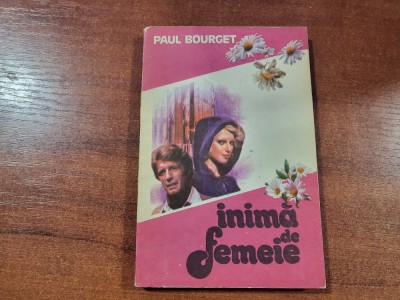 PAUL BOURGET
inimă
de
femeie